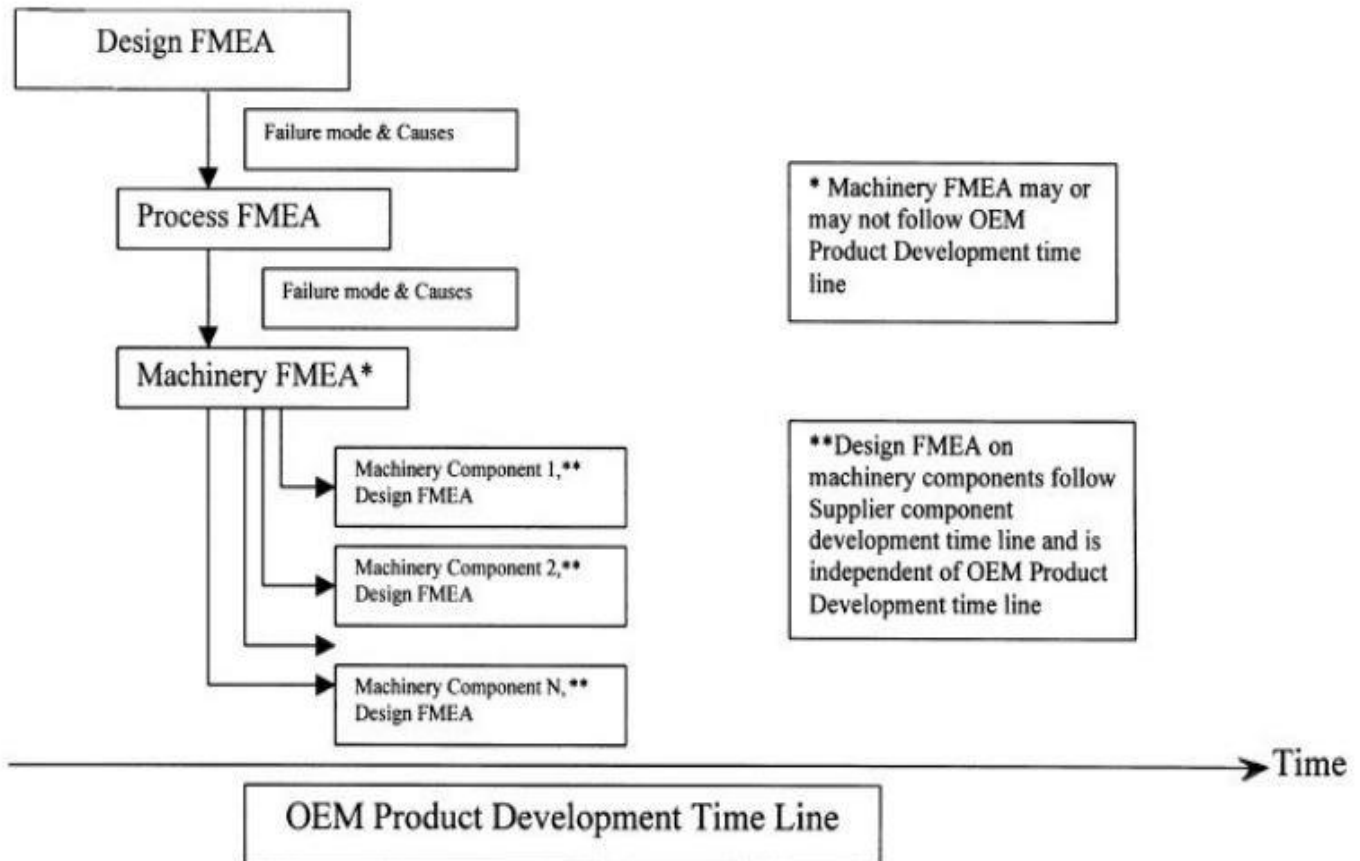 Design FMEA
Failure mode & Causes
Process FMEA
Failure mode & Causes
Machinery FMEA*
Machinery Component 1,**
Design FMEA
Machinery Component 2,**
Design FMEA
Machinery Component N,**
Design FMEA
* Machinery FMEA may or
may not follow OEM
Product Development time
line
**Design FMEA on
machinery components follow
Supplier component
development time line and is
independent of OEM Product
Development time line
Time
OEM Product Development Time Line